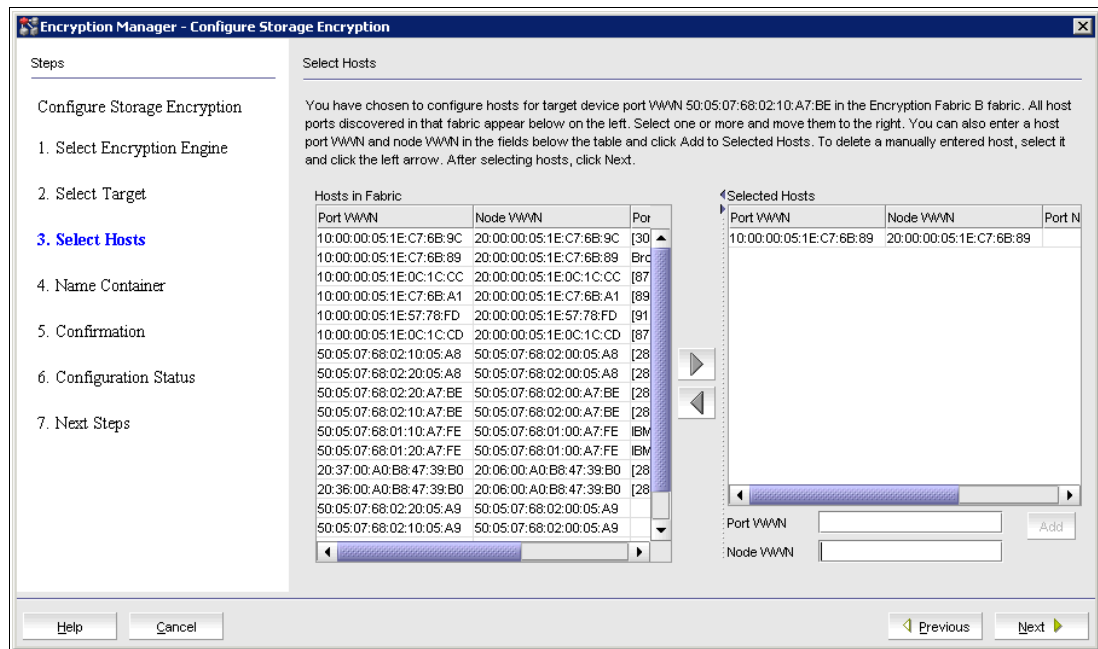 Encryption Manager - Configure Storage Encryption
Steps
Configure Storage Encryption
1. Select Encryption Engine
2. Select Target
3. Select Hosts
4. Name Container
5. Confirmation
6. Configuration Status
7. Next Steps
Select Hosts
You have chosen to configure hosts for target device port WWN 50:05:07:68:02:10:A7:BE in the Encryption Fabric B fabric. All host
ports discovered in that fabric appear below on the left. Select one or more and move them to the right. You can also enter a host
port WWN and node WWN in the fields below the table and click Add to Selected Hosts. To delete a manually entered host, select it
and click the left arrow. After selecting hosts, click Next.
Hosts in Fabric
Port WWN Node WWN Por
10:00:00:05:1E:C7:6B:9C 20:00:00:05:1E:C7:6B:9C [30
10:00:00:05:1E:C7:6B:89 20:00:00:05:1E:C7:6B:89 Brc
10:00:00:05:1E:0C:1C:CC 20:00:00:05:1E:0C:1C:CC [87
10:00:00:05:1E:C7:6B:A1 20:00:00:05:1E:C7:6B:A1 [89
10:00:00:05:1E:57:78:FD 20:00:00:05:1E:57:78:FD [91
10:00:00:05:1E:0C:1C:CD 20:00:00:05:1E:0C:1C:CD [87
50:05:07:68:02:10:05:A8 50:05:07:68:02:00:05:A8 [28
50:05:07:68:02:20:05:A8 50:05:07:68:02:00:05:A8 [28
50:05:07:68:02:20:A7:BE 50:05:07:68:02:00:A7:BE [28
50:05:07:68:02:10:A7:BE 50:05:07:68:02:00:A7:BE [28
50:05:07:68:01:10:A7:FE 50:05:07:68:01:00:A7:FE IBM
50:05:07:68:01:20:A7:FE 50:05:07:68:01:00:A7:FE IBM
20:37:00:A0:B8:47:39:B0 20:06:00:A0:B8:47:39:B0 [28
20:36:00:A0:B8:47:39:B0 20:06:00:A0:B8:47:39:B0 [28
50:05:07:68:02:20:05:A9 50:05:07:68:02:00:05:A9
50:05:07:68:02:10:05:A9 50:05:07:68:02:00:05:A9
Selected Hosts
Port WWN Node WWN Port N
10:00:00:05:1E:C7:6B:89 20:00:00:05:1E:C7:6B:89
Port WWN
Add
Node WWN
Help
Cancel
Previous
Next